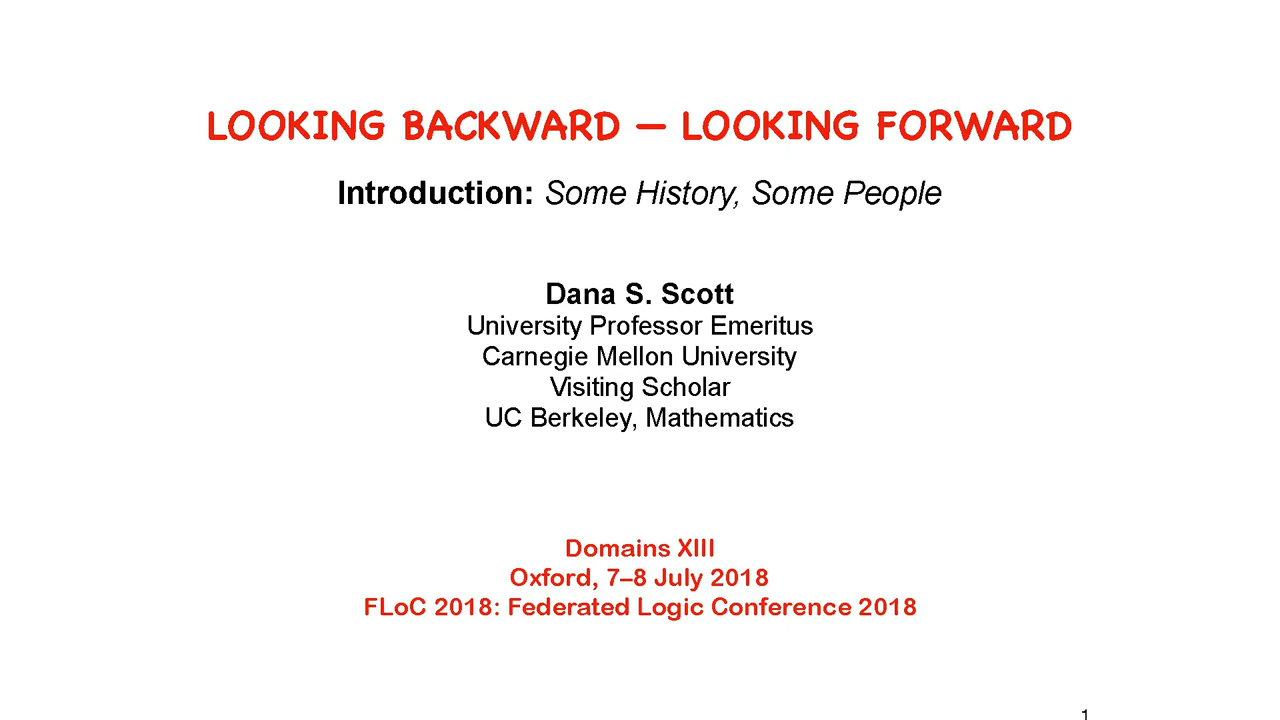 LOOKING BACKWARD — LOOKING FORWARD
Introduction: Some History, Some People
Dana S. Scott
University Professor Emeritus
Carnegie Mellon University
Visiting Scholar
UC Berkeley, Mathematics
Domains XIII
Oxford, 7–8 July 2018
FLoC 2018: Federated Logic Conference 2018
1